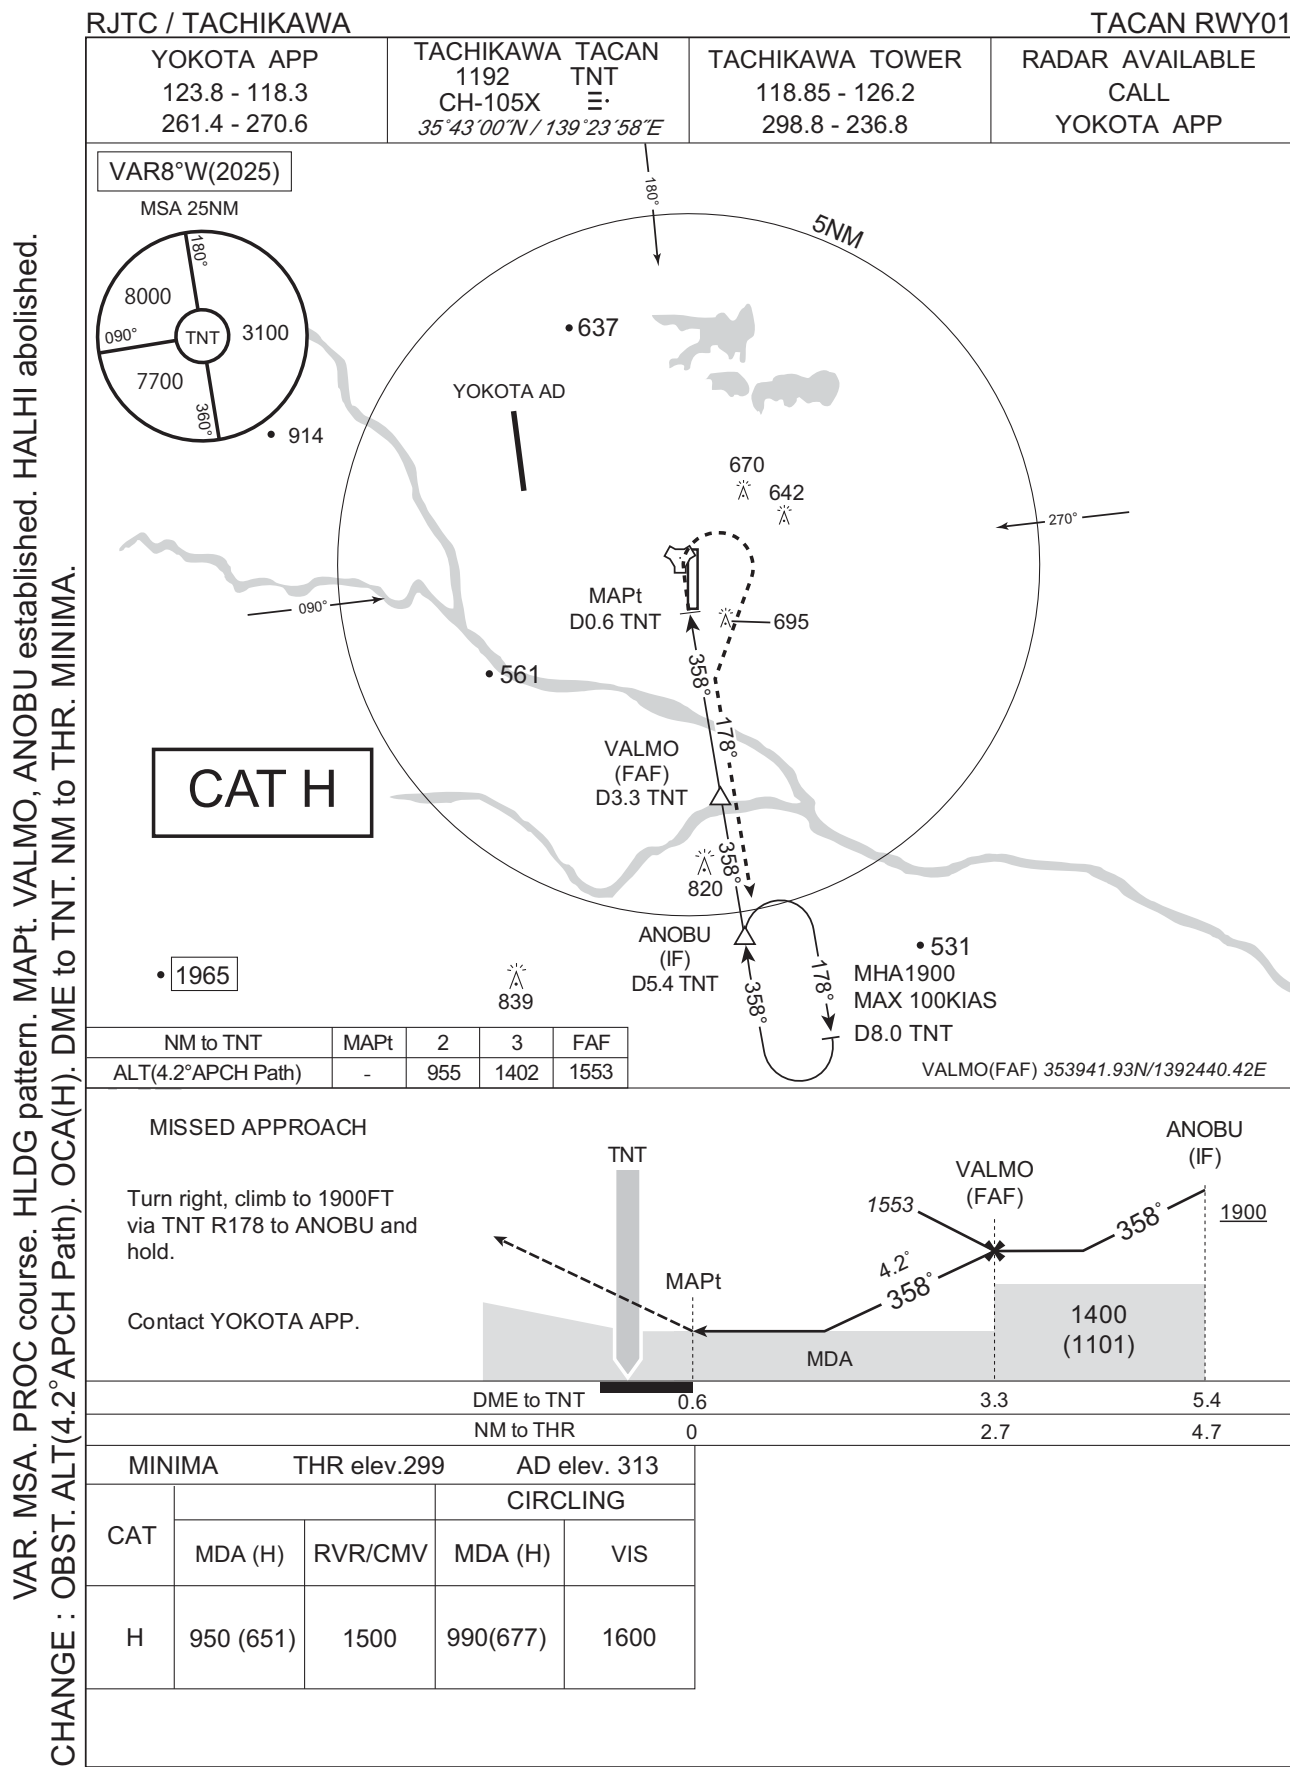 RJTC / TACHIKAWA
TACAN RWY01
YOKOTA APP
123.8 - 118.3
261.4 - 270.6
TACHIKAWA TACAN
1192 TNT
CH-105X
35°43´00˝N / 139°23´58˝E
TACHIKAWA TOWER
118.85 - 126.2
298.8 - 236.8
RADAR AVAILABLE
CALL
YOKOTA APP
VAR8°W(2025)
MSA 25NM
180°
8000
090°
TNT
3100
7700
360°
180°
5NM
637
YOKOTA AD
914
670
642
270°
090°
MAPt
D0.6 TNT
695
358°
561
178°
VALMO
(FAF)
D3.3 TNT
CAT H
358°
820
ANOBU
(IF)
D5.4 TNT
531
MHA1900
MAX 100KIAS
D8.0 TNT
358°
178°
1965
839
NM to TNT MAPt 2 3 FAF
ALT(4.2°APCH Path) - 955 1402 1553
VALMO(FAF) 353941.93N/1392440.42E
MISSED APPROACH
Turn right, climb to 1900FT
via TNT R178 to ANOBU and
hold.
Contact YOKOTA APP.
TNT
MAPt
VALMO
(FAF)
ANOBU
(IF)
1553
1900
358°
4.2°
358°
1400
(1101)
MDA
DME to TNT 0.6 3.3 5.4
NM to THR 0 2.7 4.7
MINIMA THR elev.299 AD elev. 313
CAT
CIRCLING
MDA (H) RVR/CMV MDA (H) VIS
H 950 (651) 1500 990(677) 1600
VAR. MSA. PROC course. HLDG pattern. MAPt. VALMO, ANOBU established. HALHI abolished.
CHANGE : OBST. ALT(4.2°APCH Path). OCA(H). DME to TNT. NM to THR. MINIMA.